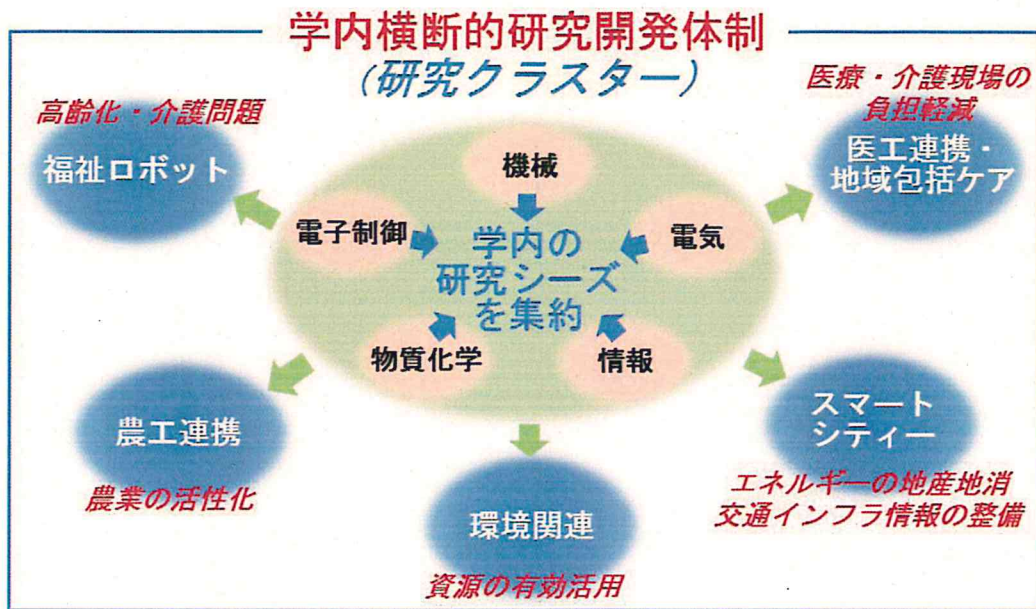 学内横断的研究開発体制
(研究クラスター)
高齢化・介護問題
福祉ロボット
医療・介護現場の
負担軽減
医工連携・
地域包括ケア
機械
電子制御
電気
学内の
研究シーズ
を集約
物質化学
情報
農工連携
農業の活性化
スマート
シティー
エネルギーの地産地消
交通インフラ情報の整備
環境関連
資源の有効活用